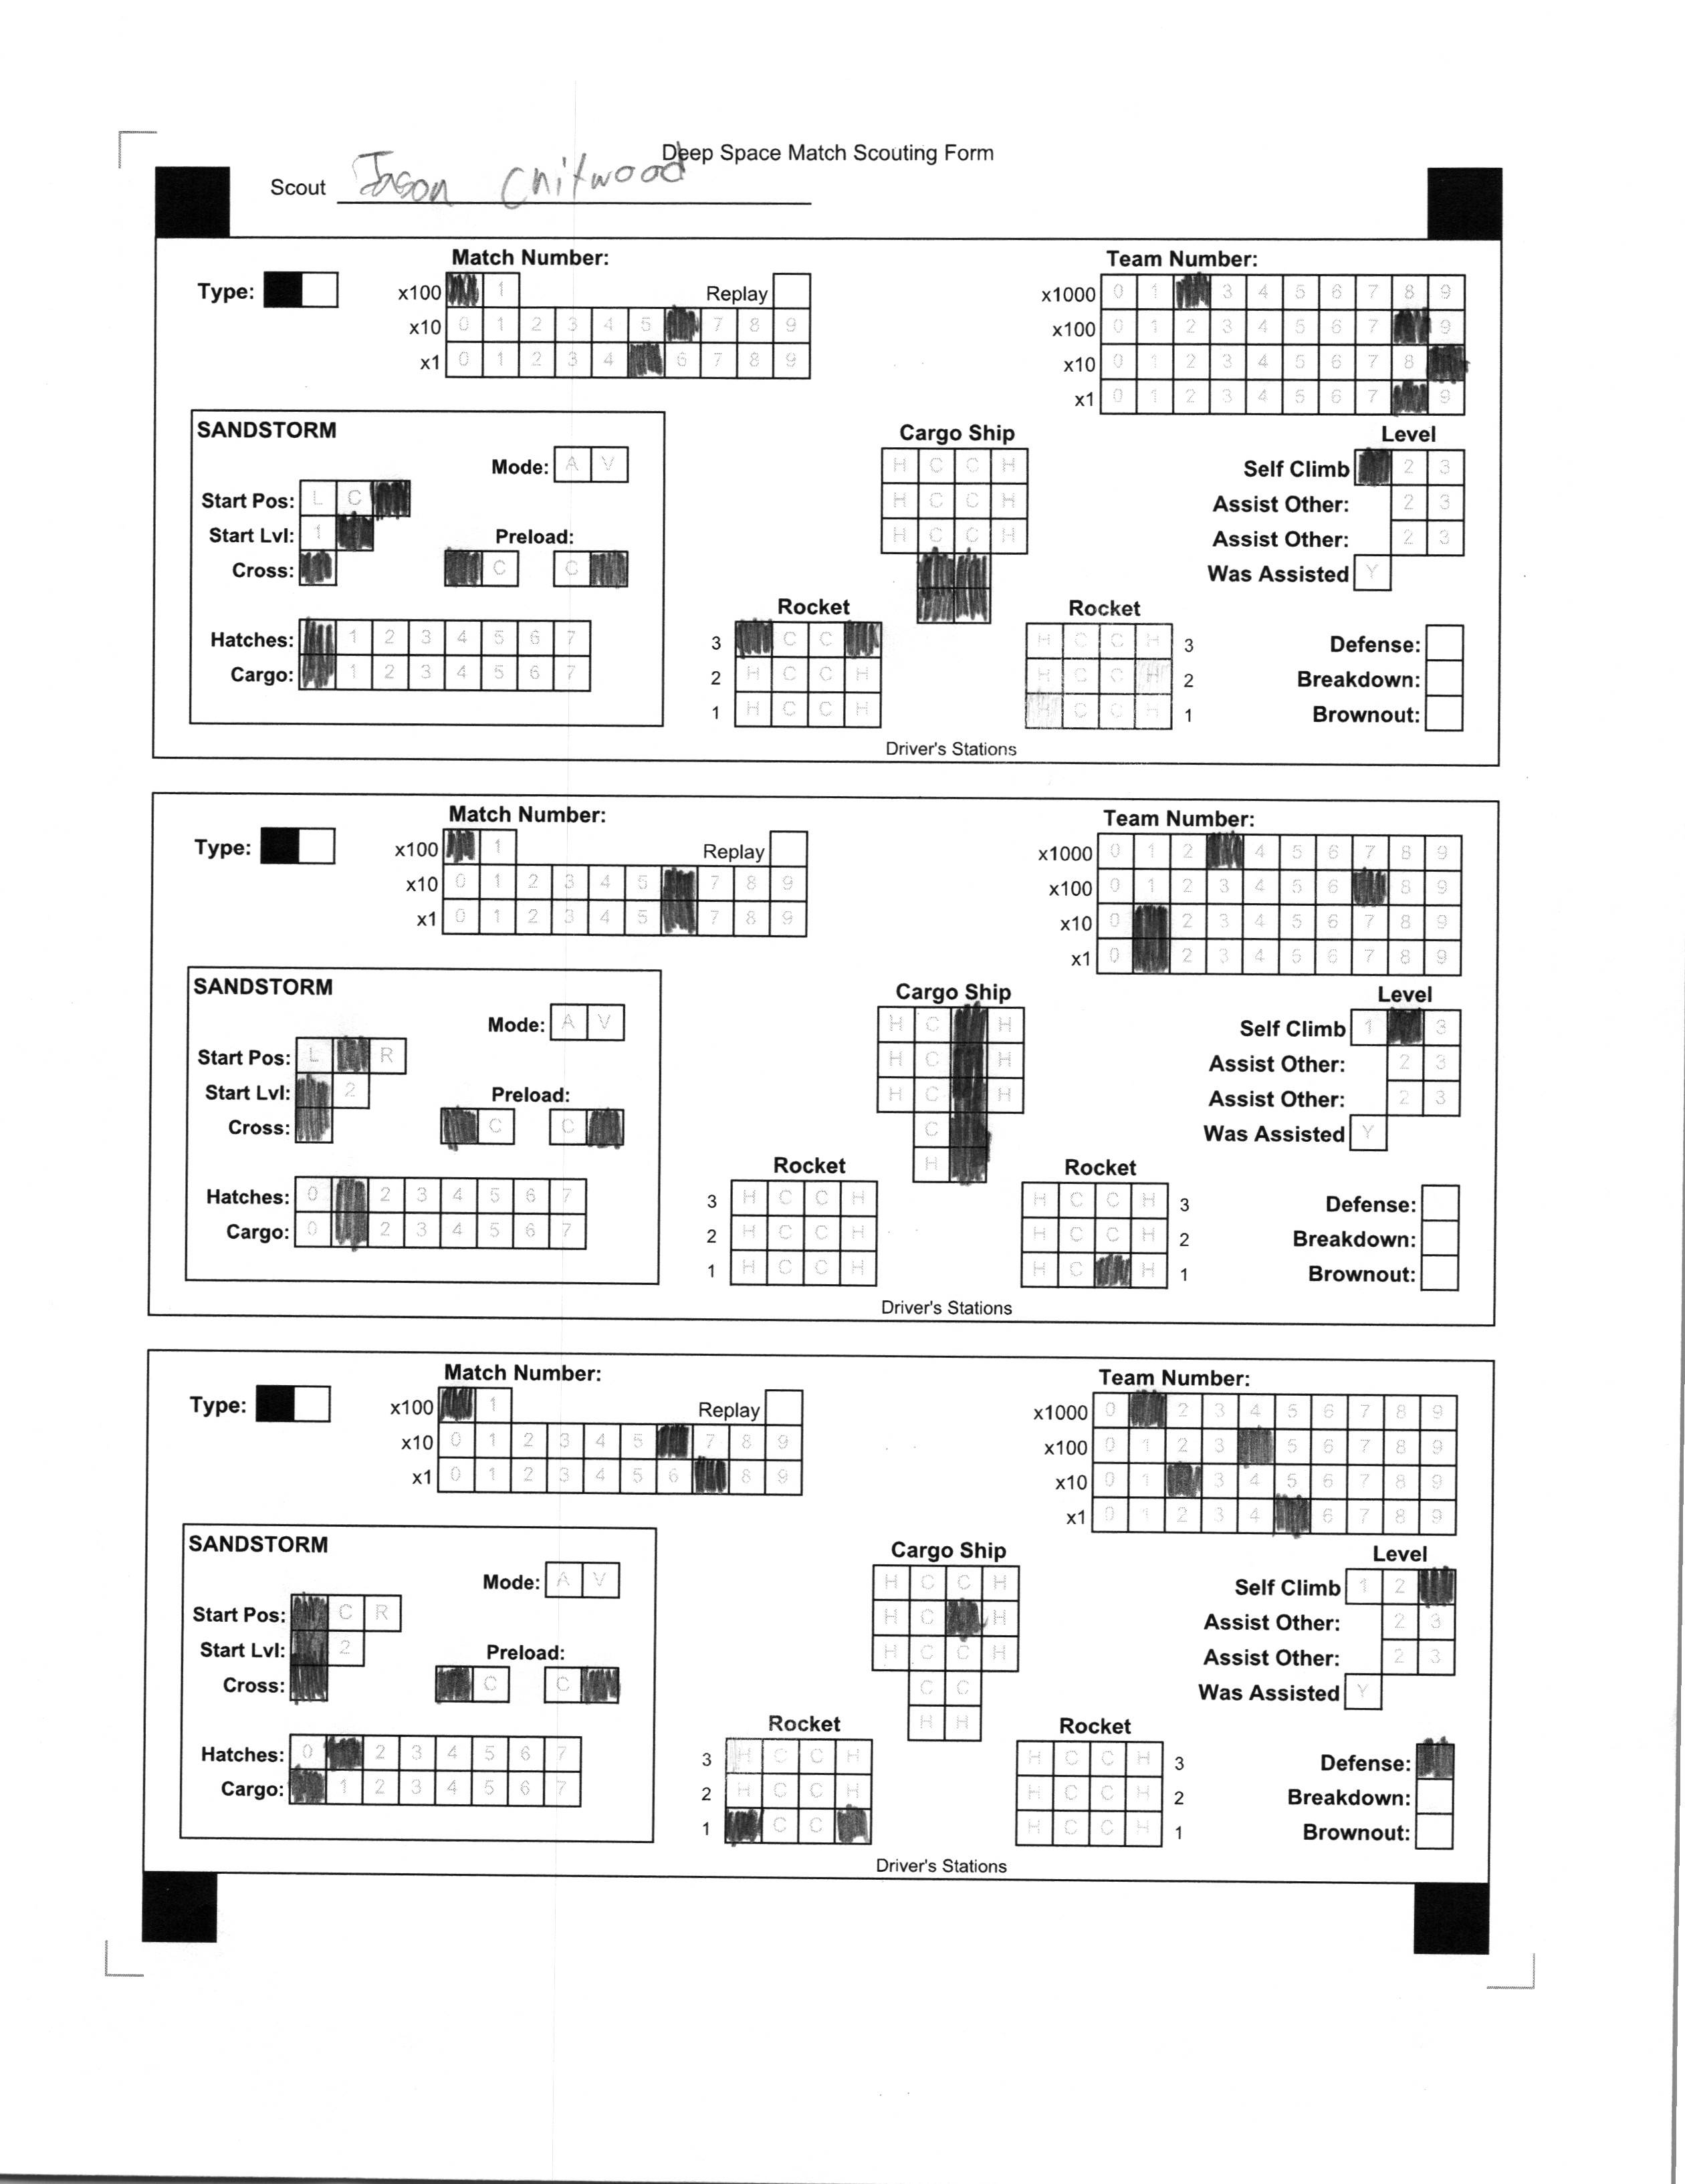 Deep Space Match Scouting Form
Scout Jason Chitwood
Match Number: Team Number:
Type: x100 1 Replay x1000 0 1 3 4 5 6 7 8 9
x10 0 1 2 3 4 5 7 8 9 x100 0 1 2 3 4 5 6 7 9
x1 0 1 2 3 4 6 7 8 9 x10 0 1 2 3 4 5 6 7 8
x1 0 1 2 3 4 5 6 7 9
SANDSTORM Cargo Ship Level
Mode: A V H C C H Self Climb 2 3
Start Pos: L C H C C H Assist Other: 2 3
Start Lvl: 1 Preload: H C C H Assist Other: 2 3
Cross: C C Was Assisted Y
Rocket Rocket
Hatches: 1 2 3 4 5 6 7 3 C C H C C H 3 Defense:
Cargo: 1 2 3 4 5 6 7 2 H C C H H C C H 2 Breakdown:
1 H C C H H C C H 1 Brownout:
Driver's Stations
Match Number: Team Number:
Type: x100 1 Replay x1000 0 1 2 4 5 6 7 8 9
x10 0 1 2 3 4 5 7 8 9 x100 0 1 2 3 4 5 6 8 9
x1 0 1 2 3 4 5 7 8 9 x10 0 2 3 4 5 6 7 8 9
x1 0 2 3 4 5 6 7 8 9
SANDSTORM Cargo Ship Level
Mode: A V H C H Self Climb 1 3
Start Pos: L R H C H Assist Other: 2 3
Start Lvl: 2 Preload: H C H Assist Other: 2 3
Cross: C C C Was Assisted Y
H
Rocket Rocket
Hatches: 0 2 3 4 5 6 7 3 H C C H H C C H 3 Defense:
Cargo: 0 2 3 4 5 6 7 2 H C C H H C C H 2 Breakdown:
1 H C C H H C H 1 Brownout:
Driver's Stations
Match Number: Team Number:
Type: x100 1 Replay x1000 0 2 3 4 5 6 7 8 9
x10 0 1 2 3 4 5 7 8 9 x100 0 1 2 3 5 6 7 8 9
x1 0 1 2 3 4 5 6 8 9 x10 0 1 3 4 5 6 7 8 9
x1 0 1 2 3 4 6 7 8 9
SANDSTORM Cargo Ship Level
Mode: A V H C C H Self Climb 1 2
Start Pos: C R H C H Assist Other: 2 3
Start Lvl: 2 Preload: H C C H Assist Other: 2 3
Cross: C C C C Was Assisted Y
H H
Rocket Rocket
Hatches: 0 2 3 4 5 6 7 3 H C C H H C C H 3 Defense:
Cargo: 1 2 3 4 5 6 7 2 H C C H H C C H 2 Breakdown:
1 C C H C C H 1 Brownout:
Driver's Stations